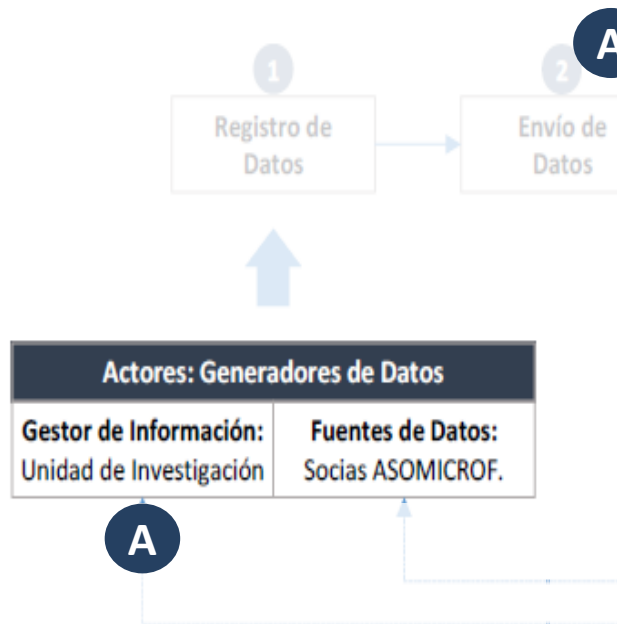 A
1
2
Registro de
Datos
Envío de
Datos
Actores: Generadores de Datos
Gestor de Información:
Unidad de Investigación
Fuentes de Datos:
Socias ASOMICROF.
A